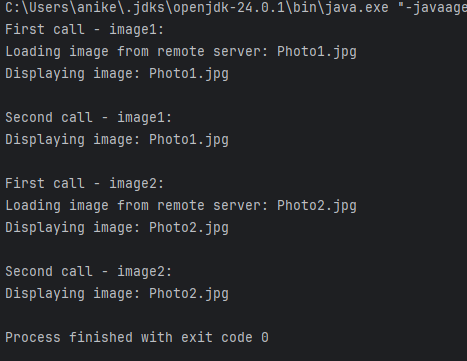 C:\Users\anike\.jdks\openjdk-24.0.1\bin\java.exe "-javaage
First call - image1:
Loading image from remote server: Photo1.jpg
Displaying image: Photo1.jpg
Second call - image1:
Displaying image: Photo1.jpg
First call - image2:
Loading image from remote server: Photo2.jpg
Displaying image: Photo2.jpg
Second call - image2:
Displaying image: Photo2.jpg
Process finished with exit code 0